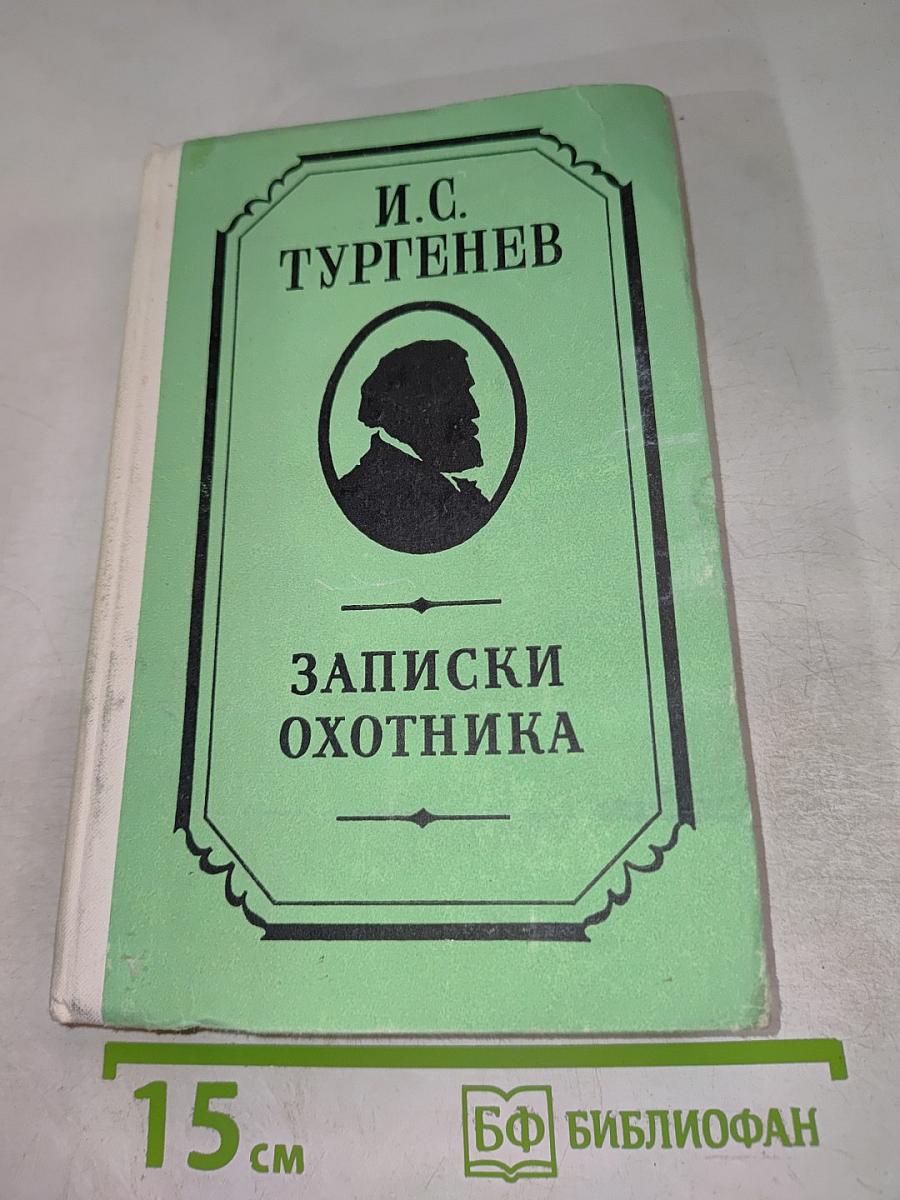 И.С.
ТУРГЕНЕВ
ЗАПИСКИ
ОХОТНИКА
15 см
БФ БИБЛИОФАН